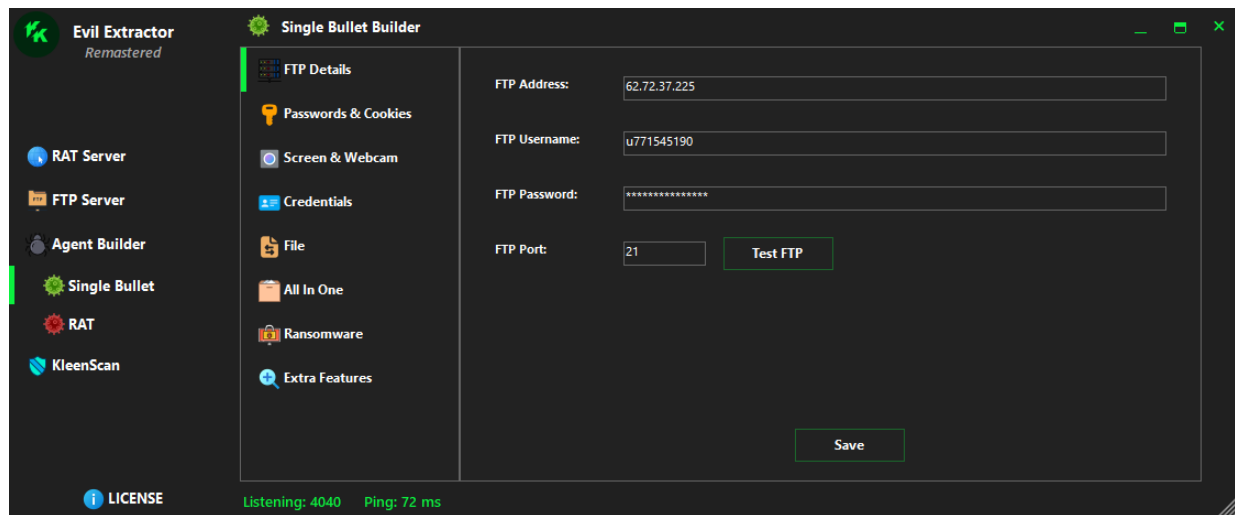 Evil Extractor
Remastered
RAT Server
FTP Server
Agent Builder
Single Bullet
RAT
KleenScan
LICENSE
Single Bullet Builder
FTP Details
Passwords & Cookies
Screen & Webcam
Credentials
File
All In One
Ransomware
Extra Features
FTP Address: 62.72.37.225
FTP Username: u771545190
FTP Password: ***************
FTP Port: 21 Test FTP
Save
Listening: 4040 Ping: 72 ms